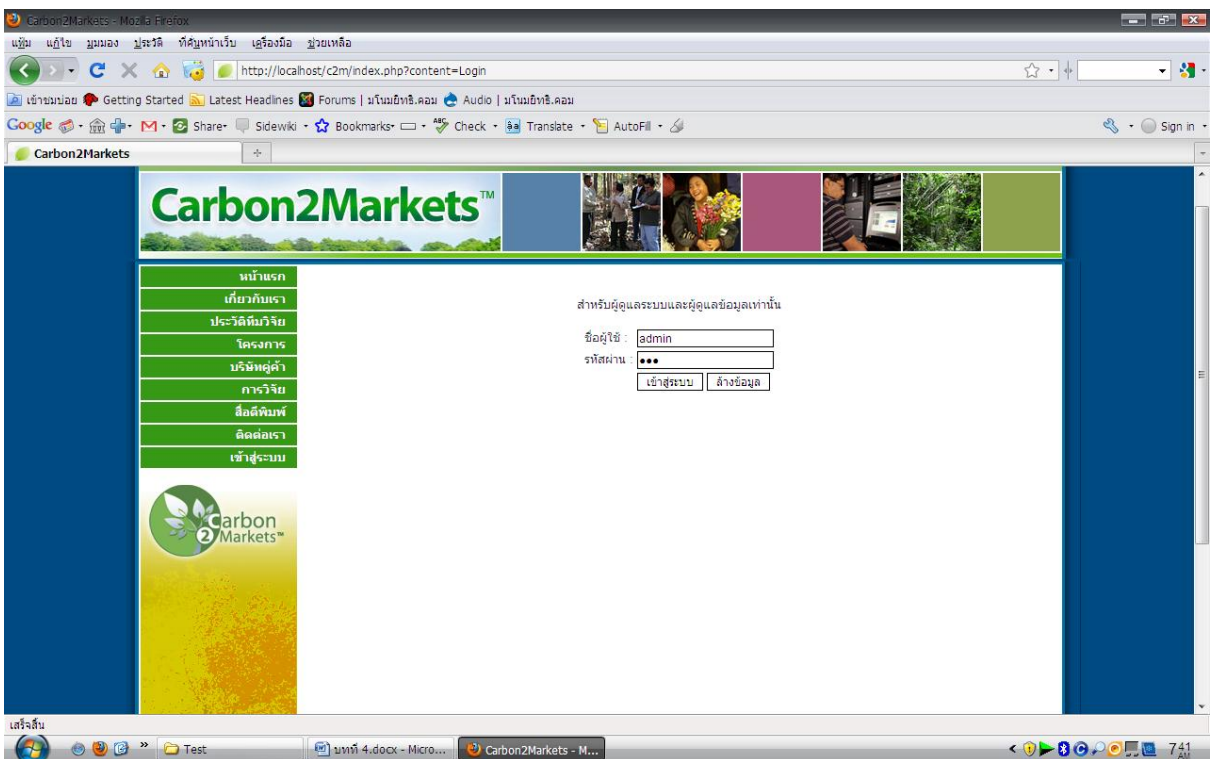 Carbon2Markets - Mozilla Firefox
แฟ้ม แก้ไข มุมมอง ประวัติ ที่คั่นหน้าเว็บ เครื่องมือ ช่วยเหลือ
http://localhost/c2m/index.php?content=Login
เข้าชมบ่อย Getting Started Latest Headlines Forums | มโนมยิทธิ.คอม Audio | มโนมยิทธิ.คอม
Google Share Sidewiki Bookmarks Check Translate AutoFill Sign in
Carbon2Markets
Carbon2Markets™
หน้าแรก
เกี่ยวกับเรา
ประวัติทีมวิจัย
โครงการ
บริษัทคู่ค้า
การวิจัย
สื่อตีพิมพ์
ติดต่อเรา
เข้าสู่ระบบ
สำหรับผู้ดูแลระบบและผู้ดูแลข้อมูลเท่านั้น
ชื่อผู้ใช้ : admin
รหัสผ่าน : •••
เข้าสู่ระบบ ล้างข้อมูล
Carbon
2 Markets™
เสร็จสิ้น
Test บทที่ 4.docx - Micro... Carbon2Markets - M... 7:41 AM